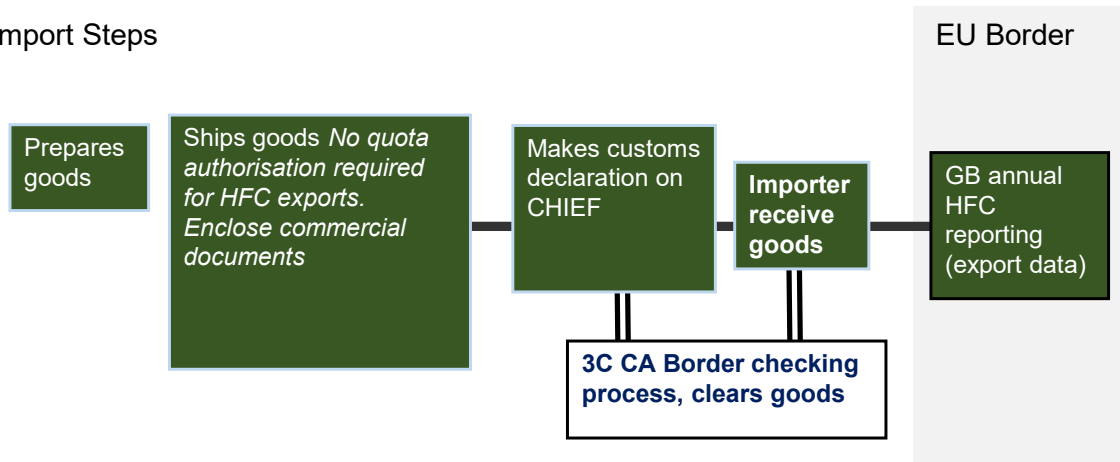 mport Steps
EU Border
Prepares
goods
Ships goods No quota
authorisation required
for HFC exports.
Enclose commercial
documents
Makes customs
declaration on
CHIEF
Importer
receive
goods
GB annual
HFC
reporting
(export data)
3C CA Border checking
process, clears goods